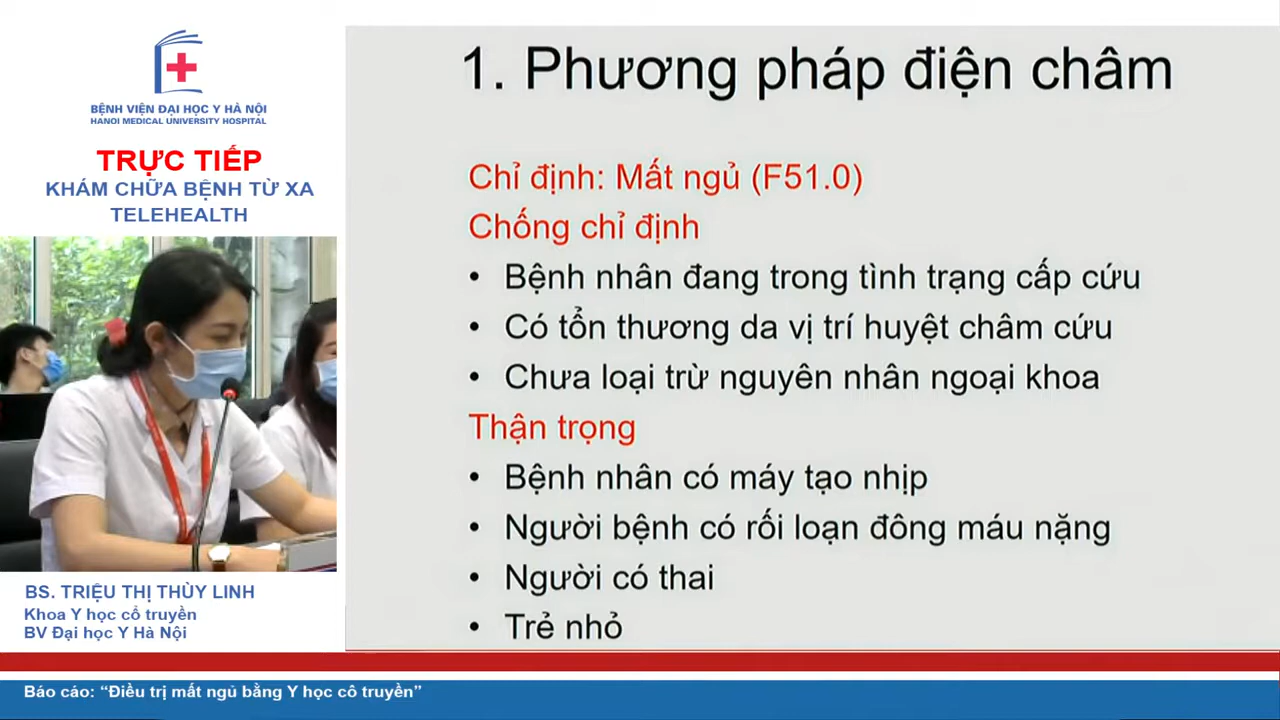 BỆNH VIỆN ĐẠI HỌC Y HÀ NỘI
HANOI MEDICAL UNIVERSITY HOSPITAL
TRỰC TIẾP
KHÁM CHỮA BỆNH TỪ XA
TELEHEALTH
BS. TRIỆU THỊ THÙY LINH
Khoa Y học cổ truyền
BV Đại học Y Hà Nội
1. Phương pháp điện châm
Chỉ định: Mất ngủ (F51.0)
Chống chỉ định
• Bệnh nhân đang trong tình trạng cấp cứu
• Có tổn thương da vị trí huyệt châm cứu
• Chưa loại trừ nguyên nhân ngoại khoa
Thận trọng
• Bệnh nhân có máy tạo nhịp
• Người bệnh có rối loạn đông máu nặng
• Người có thai
• Trẻ nhỏ
Báo cáo: “Điều trị mất ngủ bằng Y học cô truyền”